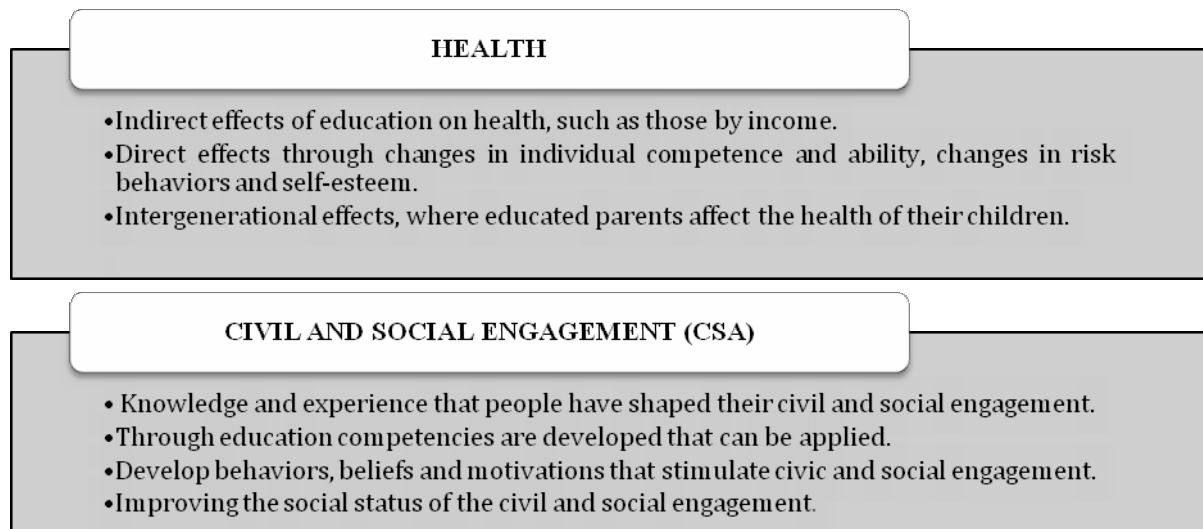 HEALTH
•Indirect effects of education on health, such as those by income.
•Direct effects through changes in individual competence and ability, changes in risk
behaviors and self-esteem.
•Intergenerational effects, where educated parents affect the health of their children.
CIVIL AND SOCIAL ENGAGEMENT (CSA)
• Knowledge and experience that people have shaped their civil and social engagement.
•Through education competencies are developed that can be applied.
•Develop behaviors, beliefs and motivations that stimulate civic and social engagement.
•Improving the social status of the civil and social engagement.